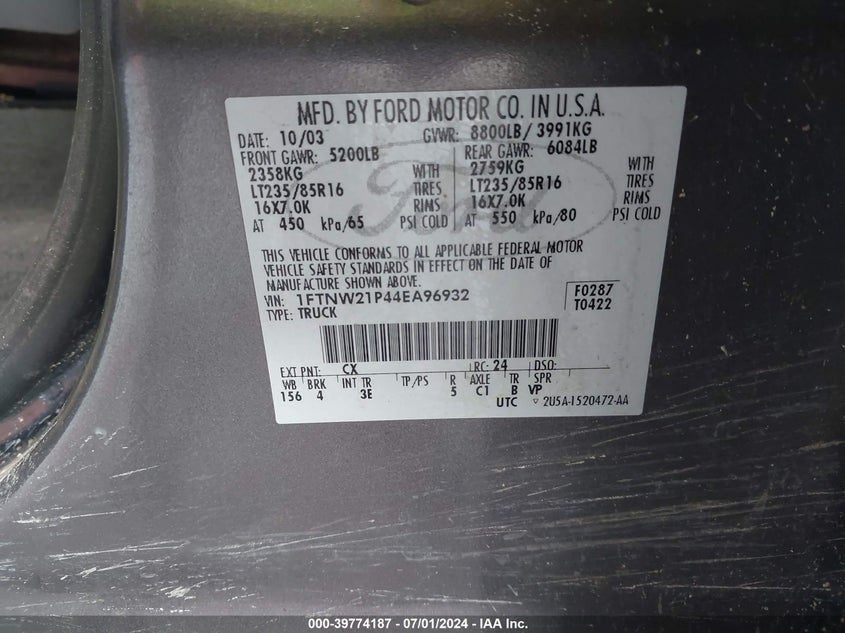 MFD. BY FORD MOTOR CO. IN U.S.A.
DATE: 10/03 GVWR: 8800LB/ 3991KG
FRONT GAWR: 5200LB REAR GAWR: 6084LB
2358KG WITH 2759KG WITH
LT235/85R16 TIRES LT235/85R16 TIRES
16X7.0K RIMS 16X7.0K RIMS
AT 450 kPa/65 PSI COLD AT 550 kPa/80 PSI COLD
Ford
THIS VEHICLE CONFORMS TO ALL APPLICABLE FEDERAL MOTOR
VEHICLE SAFETY STANDARDS IN EFFECT ON THE DATE OF
MANUFACTURE SHOWN ABOVE.
VIN: 1FTNW21P44EA96932 F0287
TYPE: TRUCK T0422
EXT PNT: CX RC: 24 DSO:
WB BRK INT TR TP/PS R AXLE TR SPR
156 4 3E 5 C1 B VP
UTC ▽ 2U5A-1520472-AA
000-39774187 - 07/01/2024 - IAA Inc.